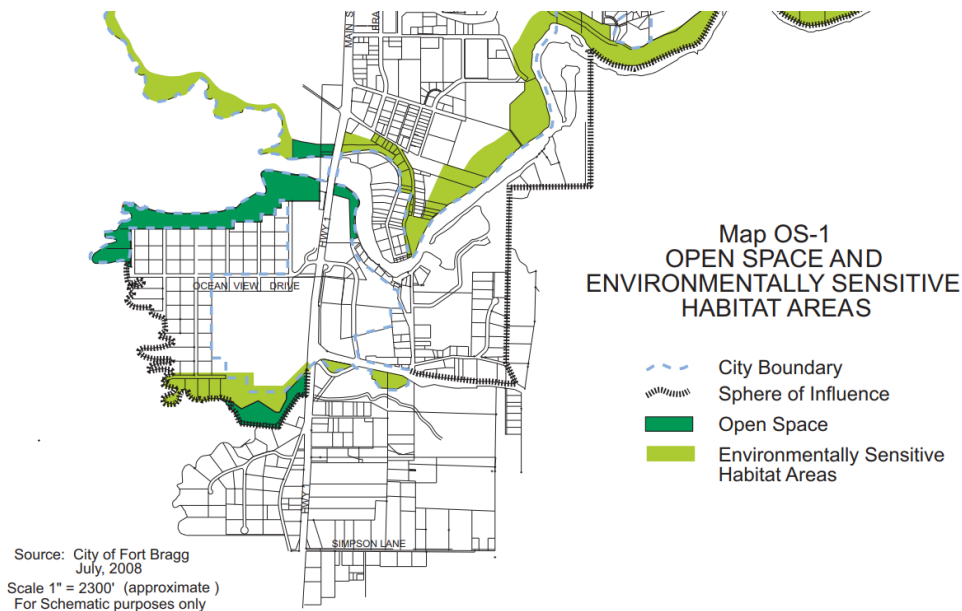 MAIN S
FRA
HWY 1
OCEAN VIEW DRIVE
HWY 1
SIMPSON LANE
Map OS-1
OPEN SPACE AND
ENVIRONMENTALLY SENSITIVE
HABITAT AREAS
City Boundary
Sphere of Influence
Open Space
Environmentally Sensitive
Habitat Areas
Source: City of Fort Bragg
July, 2008
Scale 1" = 2300' (approximate )
For Schematic purposes only